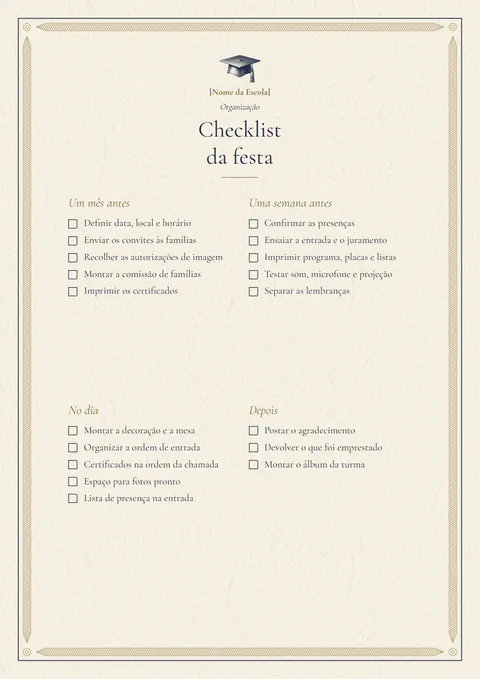 [Nome da Escola]
Organização
Checklist
da festa
Um mês antes
Definir data, local e horário
Enviar os convites às famílias
Recolher as autorizações de imagem
Montar a comissão de famílias
Imprimir os certificados
Uma semana antes
Confirmar as presenças
Ensaiar a entrada e o juramento
Imprimir programa, placas e listas
Testar som, microfone e projeção
Separar as lembranças
No dia
Montar a decoração e a mesa
Organizar a ordem de entrada
Certificados na ordem da chamada
Espaço para fotos pronto
Lista de presença na entrada
Depois
Postar o agradecimento
Devolver o que foi emprestado
Montar o álbum da turma